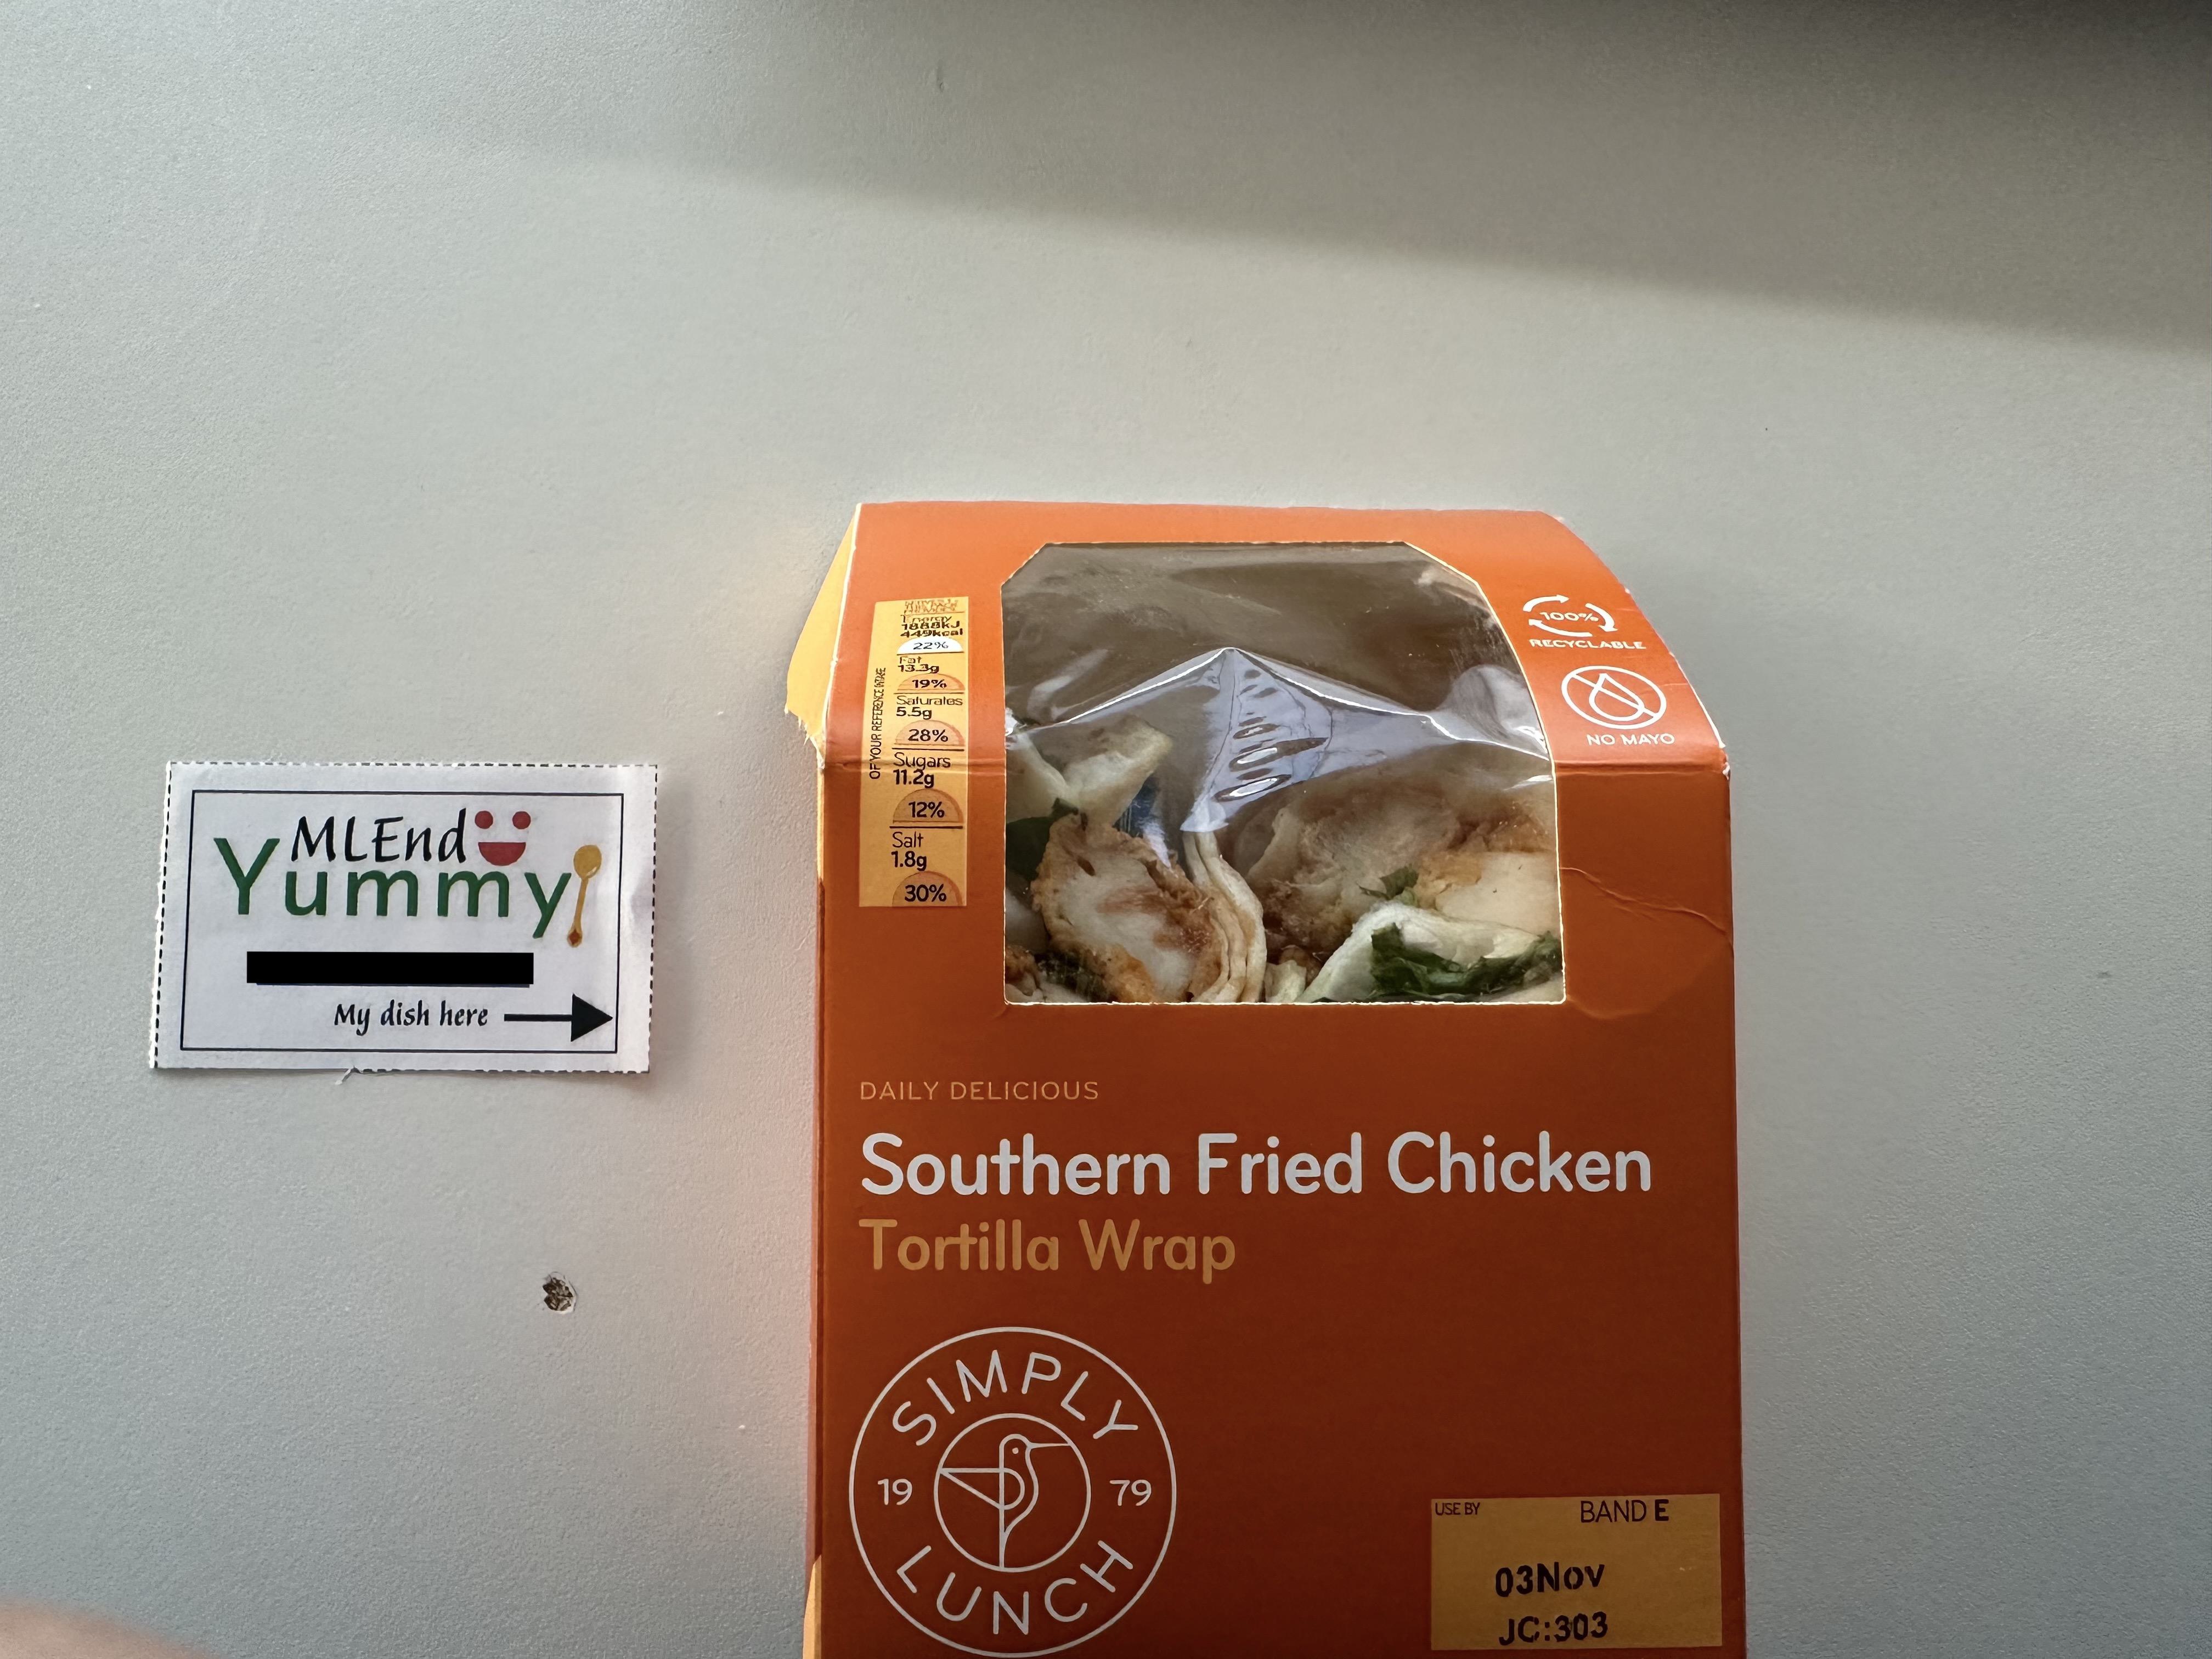 MLEnd
Yummy
My dish here
OF YOUR REFERENCE INTAKE
Energy
1888kJ
449kcal
22%
Fat
13.3g
19%
Saturates
5.5g
28%
Sugars
11.2g
12%
Salt
1.8g
30%
100%
RECYCLABLE
NO MAYO
DAILY DELICIOUS
Southern Fried Chicken
Tortilla Wrap
SIMPLY
19 79
LUNCH
USE BY BAND E
03Nov
JC:303